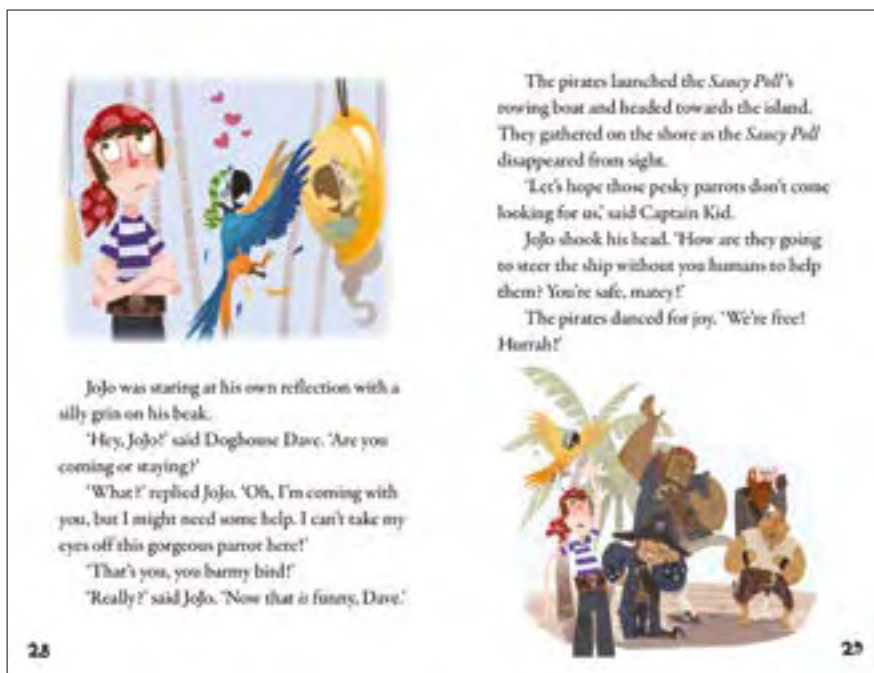 JoJo was staring at his own reflection with a
silly grin on his beak.
‘Hey, JoJo!’ said Doghouse Dave. ‘Are you
coming or staying?’
‘What?’ replied JoJo. ‘Oh, I’m coming with
you, but I might need some help. I can’t take my
eyes off this gorgeous parrot here!’
‘That’s you, you barmy bird!’
‘Really?’ said JoJo. ‘Now that is funny, Dave.’
28
The pirates launched the Saucy Poll’s
rowing boat and headed towards the island.
They gathered on the shore as the Saucy Poll
disappeared from sight.
‘Let’s hope those pesky parrots don’t come
looking for us,’ said Captain Kid.
JoJo shook his head. ‘How are they going
to steer the ship without you humans to help
them? You’re safe, matey!’
The pirates danced for joy. ‘We’re free!
Hurrah!’
29